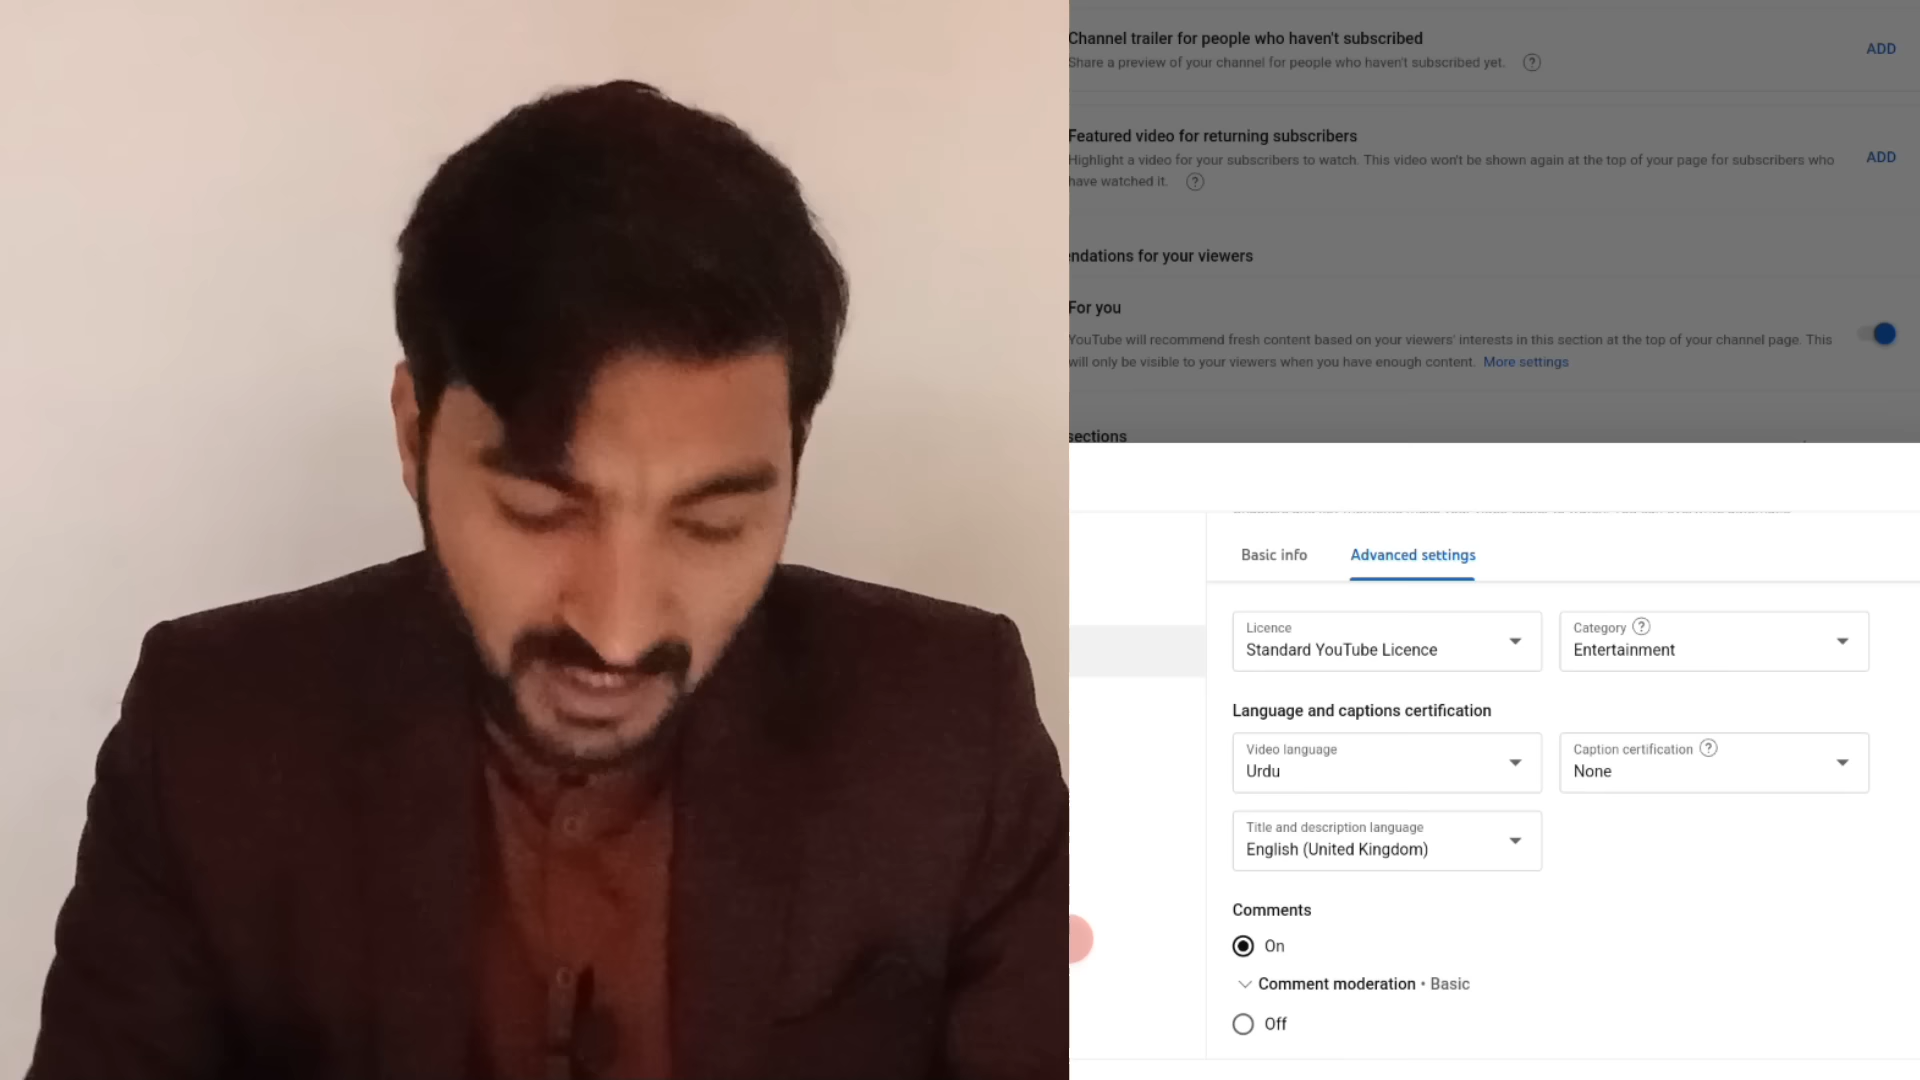 Channel trailer for people who haven't subscribed
ADD
Share a preview of your channel for people who haven't subscribed yet.
Featured video for returning subscribers
Highlight a video for your subscribers to watch. This video won't be shown again at the top of your page for subscribers who
have watched it.
ADD
ndations for your viewers
For you
YouTube will recommend fresh content based on your viewers' interests in this section at the top of your channel page. This
will only be visible to your viewers when you have enough content. More settings
sections
Basic info
Advanced settings
Licence
Standard YouTube Licence
Category
Entertainment
Language and captions certification
Video language
Urdu
Caption certification
None
Title and description language
English (United Kingdom)
Comments
On
Comment moderation • Basic
Off